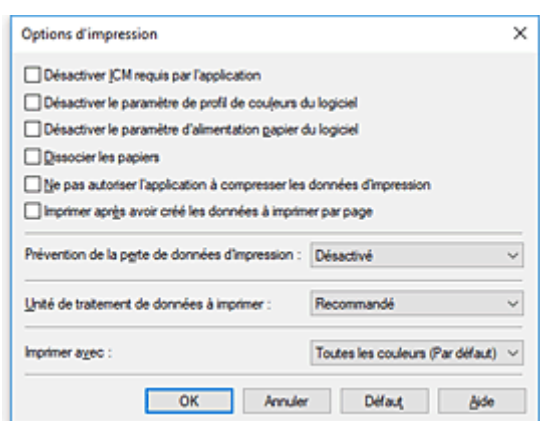 Options d'impression
Désactiver ICM requis par l'application
Désactiver le paramètre de profil de couleurs du logiciel
Désactiver le paramètre d'alimentation papier du logiciel
Dissocier les papiers
Ne pas autoriser l'application à compresser les données d'impression
Imprimer après avoir créé les données à imprimer par page
Prévention de la perte de données d'impression : Désactivé
Unité de traitement de données à imprimer : Recommandé
Imprimer avec : Toutes les couleurs (Par défaut)
OK Annuler Défaut Aide